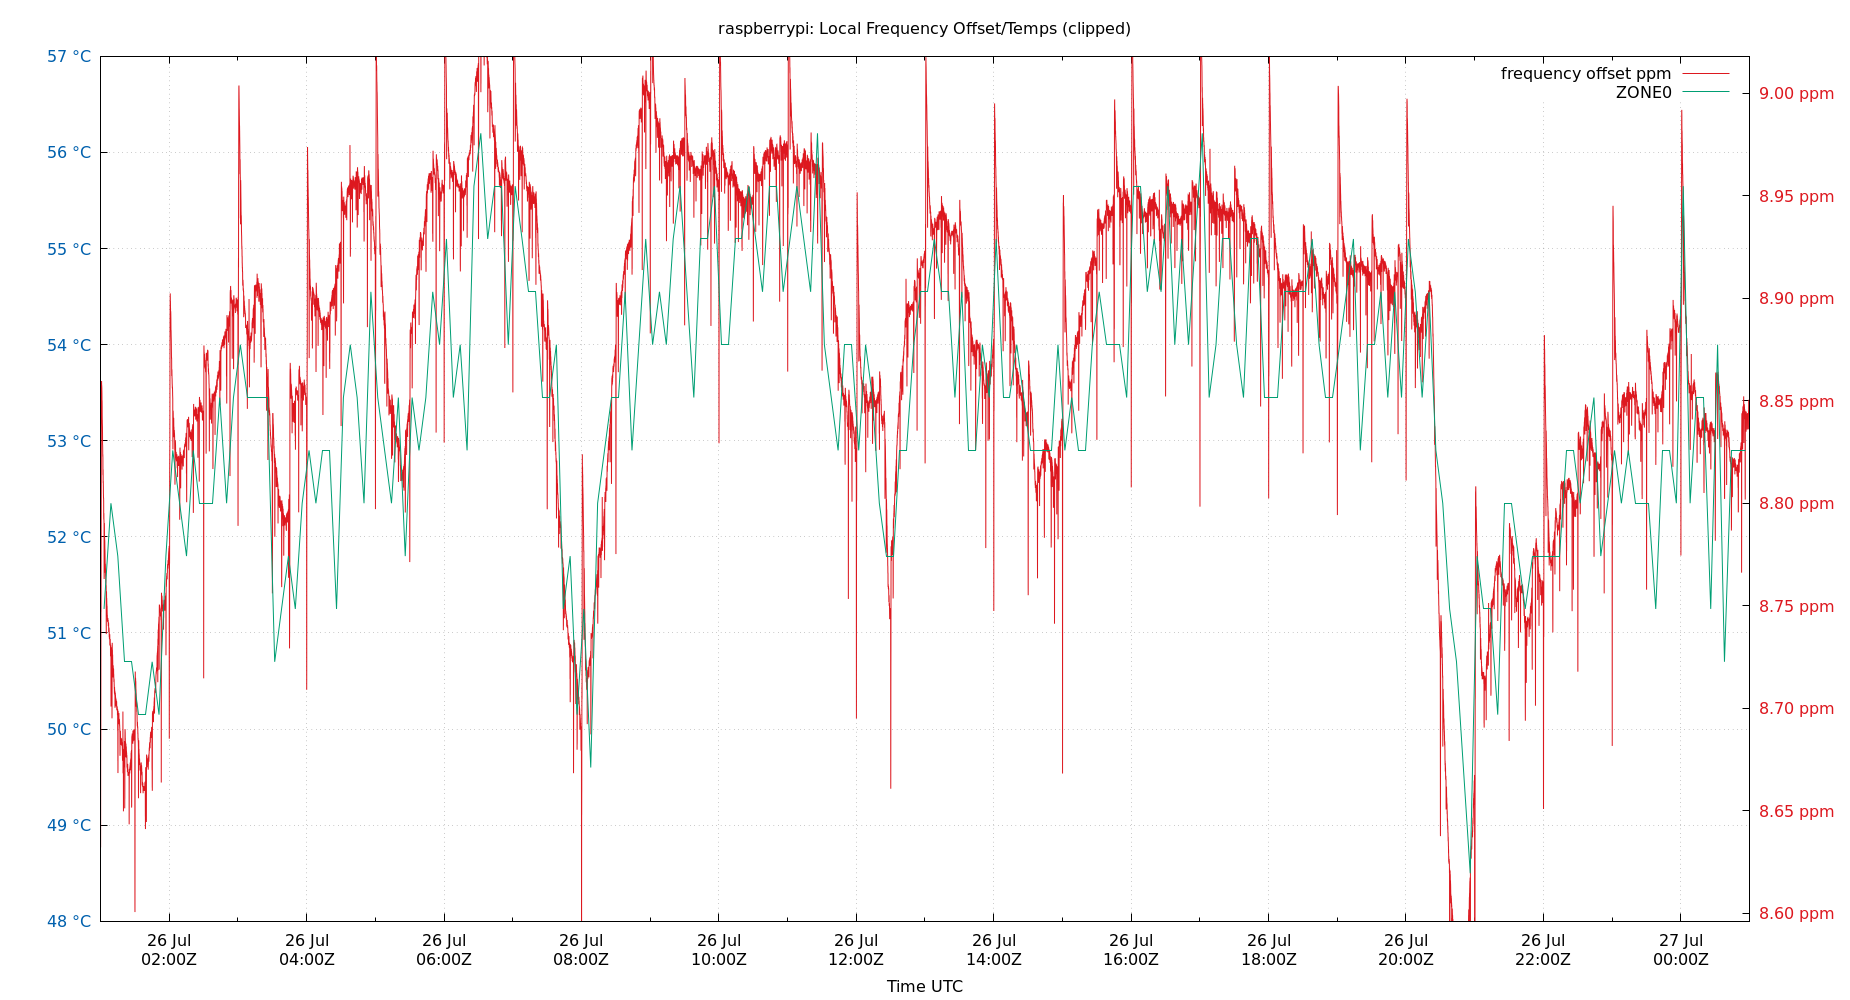 raspberrypi: Local Frequency Offset/Temps (clipped)
frequency offset ppm
ZONE0
57 °C
56 °C
55 °C
54 °C
53 °C
52 °C
51 °C
50 °C
49 °C
48 °C
9.00 ppm
8.95 ppm
8.90 ppm
8.85 ppm
8.80 ppm
8.75 ppm
8.70 ppm
8.65 ppm
8.60 ppm
26 Jul 26 Jul 26 Jul 26 Jul 26 Jul 26 Jul 26 Jul 26 Jul 26 Jul 26 Jul 26 Jul 27 Jul
02:00Z 04:00Z 06:00Z 08:00Z 10:00Z 12:00Z 14:00Z 16:00Z 18:00Z 20:00Z 22:00Z 00:00Z
Time UTC